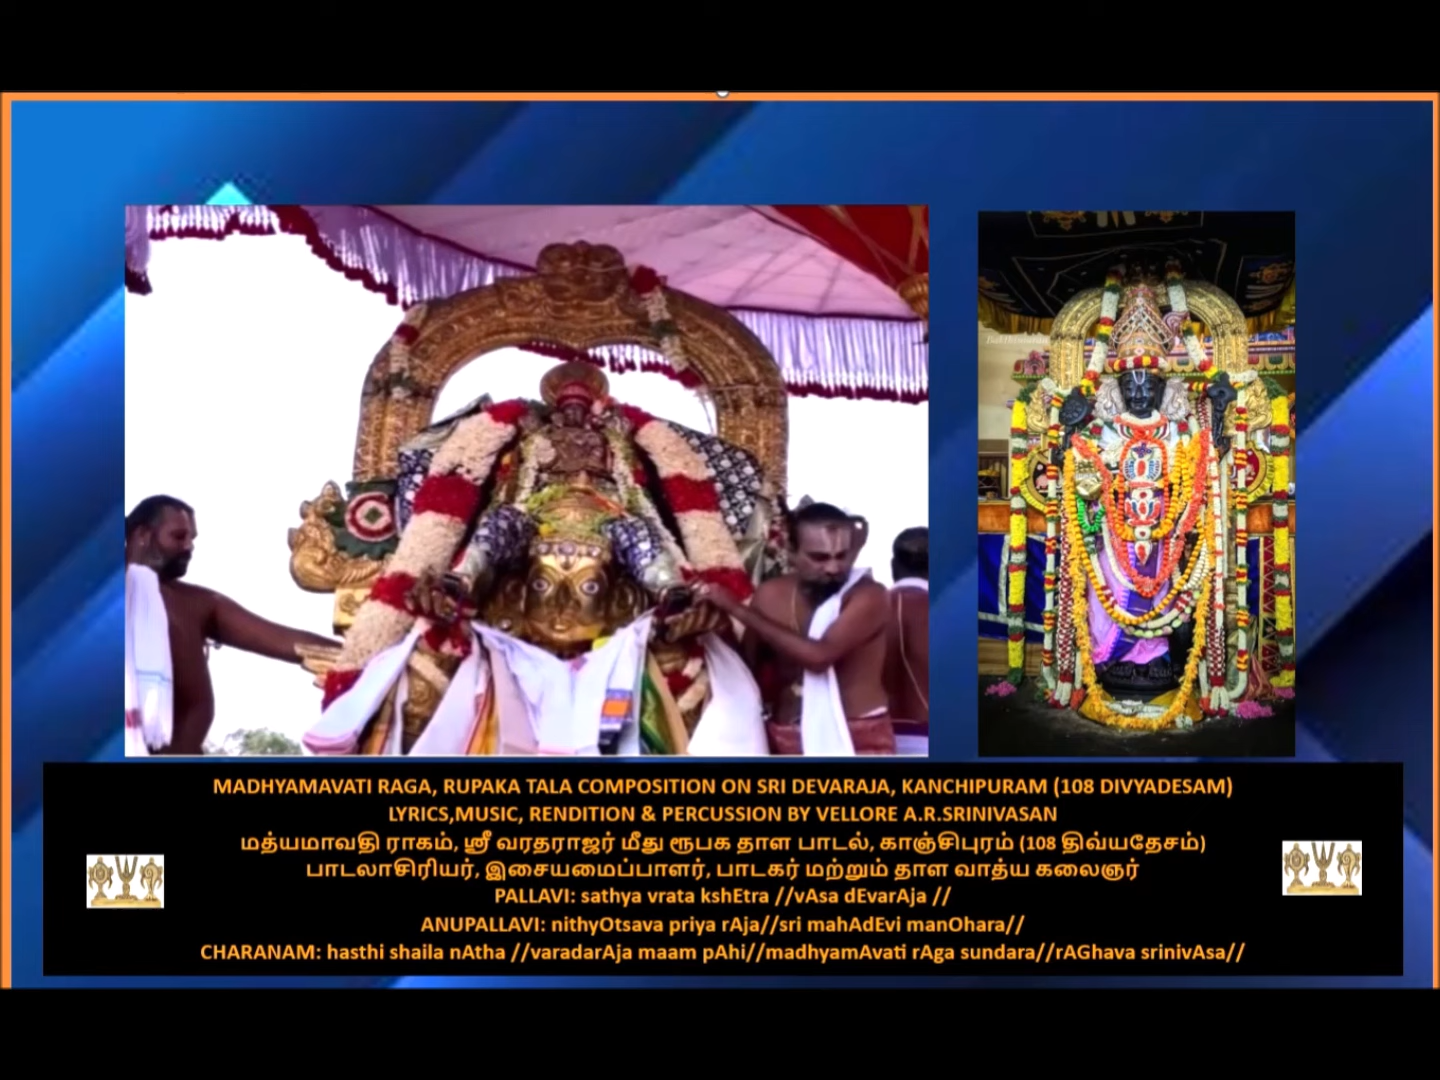 MADHYAMAVATI RAGA, RUPAKA TALA COMPOSITION ON SRI DEVARAJA, KANCHIPURAM (108 DIVYADESAM)
LYRICS,MUSIC, RENDITION & PERCUSSION BY VELLORE A.R.SRINIVASAN
மத்யமாவதி ராகம், ஸ்ரீ வரதராஜர் மீது ரூபக தாள பாடல், காஞ்சிபுரம் (108 திவ்யதேசம்)
பாடலாசிரியர், இசையமைப்பாளர், பாடகர் மற்றும் தாள வாத்ய கலைஞர்
PALLAVI: sathya vrata kshEtra //vAsa dEvarAja //
ANUPALLAVI: nithyOtsava priya rAja//sri mahAdEvi manOhara//
CHARANAM: hasthi shaila nAtha //varadarAja maam pAhi//madhyamAvati rAga sundara//rAGhava srinivAsa//